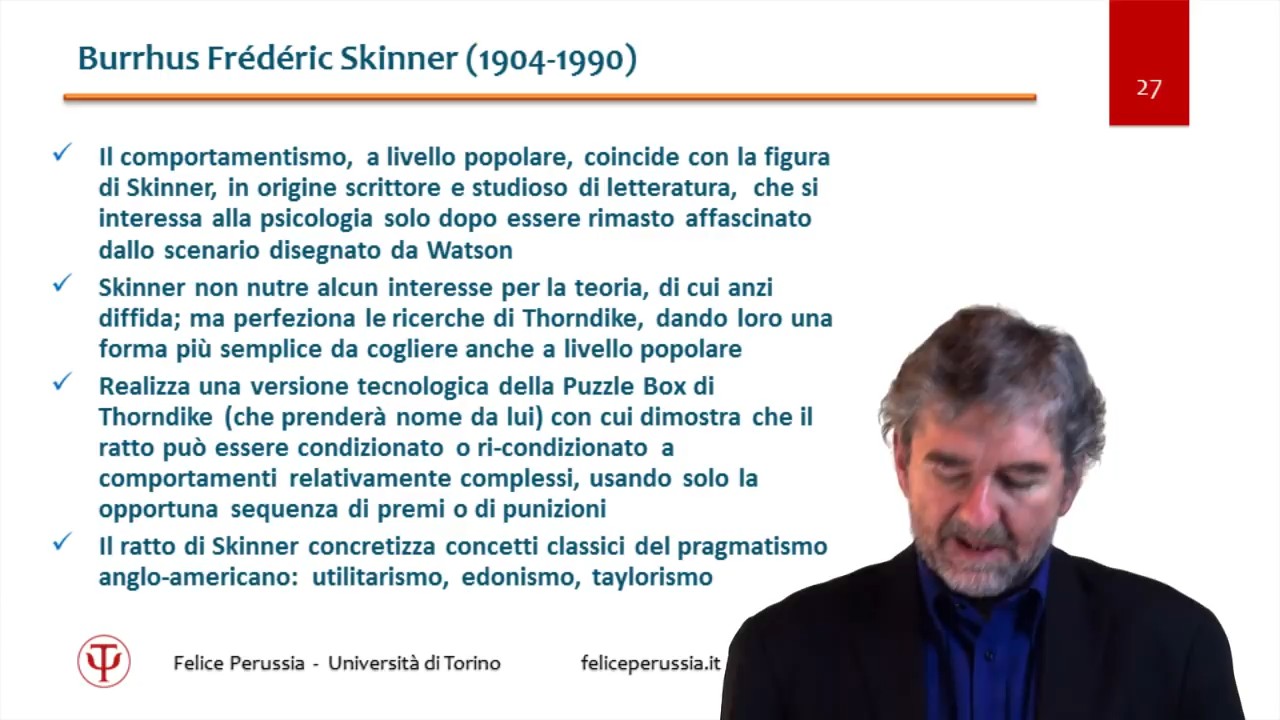 Burrhus Frédéric Skinner (1904-1990)
27
Il comportamentismo, a livello popolare, coincide con la figura
di Skinner, in origine scrittore e studioso di letteratura, che si
interessa alla psicologia solo dopo essere rimasto affascinato
dallo scenario disegnato da Watson
Skinner non nutre alcun interesse per la teoria, di cui anzi
diffida; ma perfeziona le ricerche di Thorndike, dando loro una
forma più semplice da cogliere anche a livello popolare
Realizza una versione tecnologica della Puzzle Box di
Thorndike (che prenderà nome da lui) con cui dimostra che il
ratto può essere condizionato o ri-condizionato a
comportamenti relativamente complessi, usando solo la
opportuna sequenza di premi o di punizioni
Il ratto di Skinner concretizza concetti classici del pragmatismo
anglo-americano: utilitarismo, edonismo, taylorismo
Felice Perussia - Università di Torino
feliceperussia.it